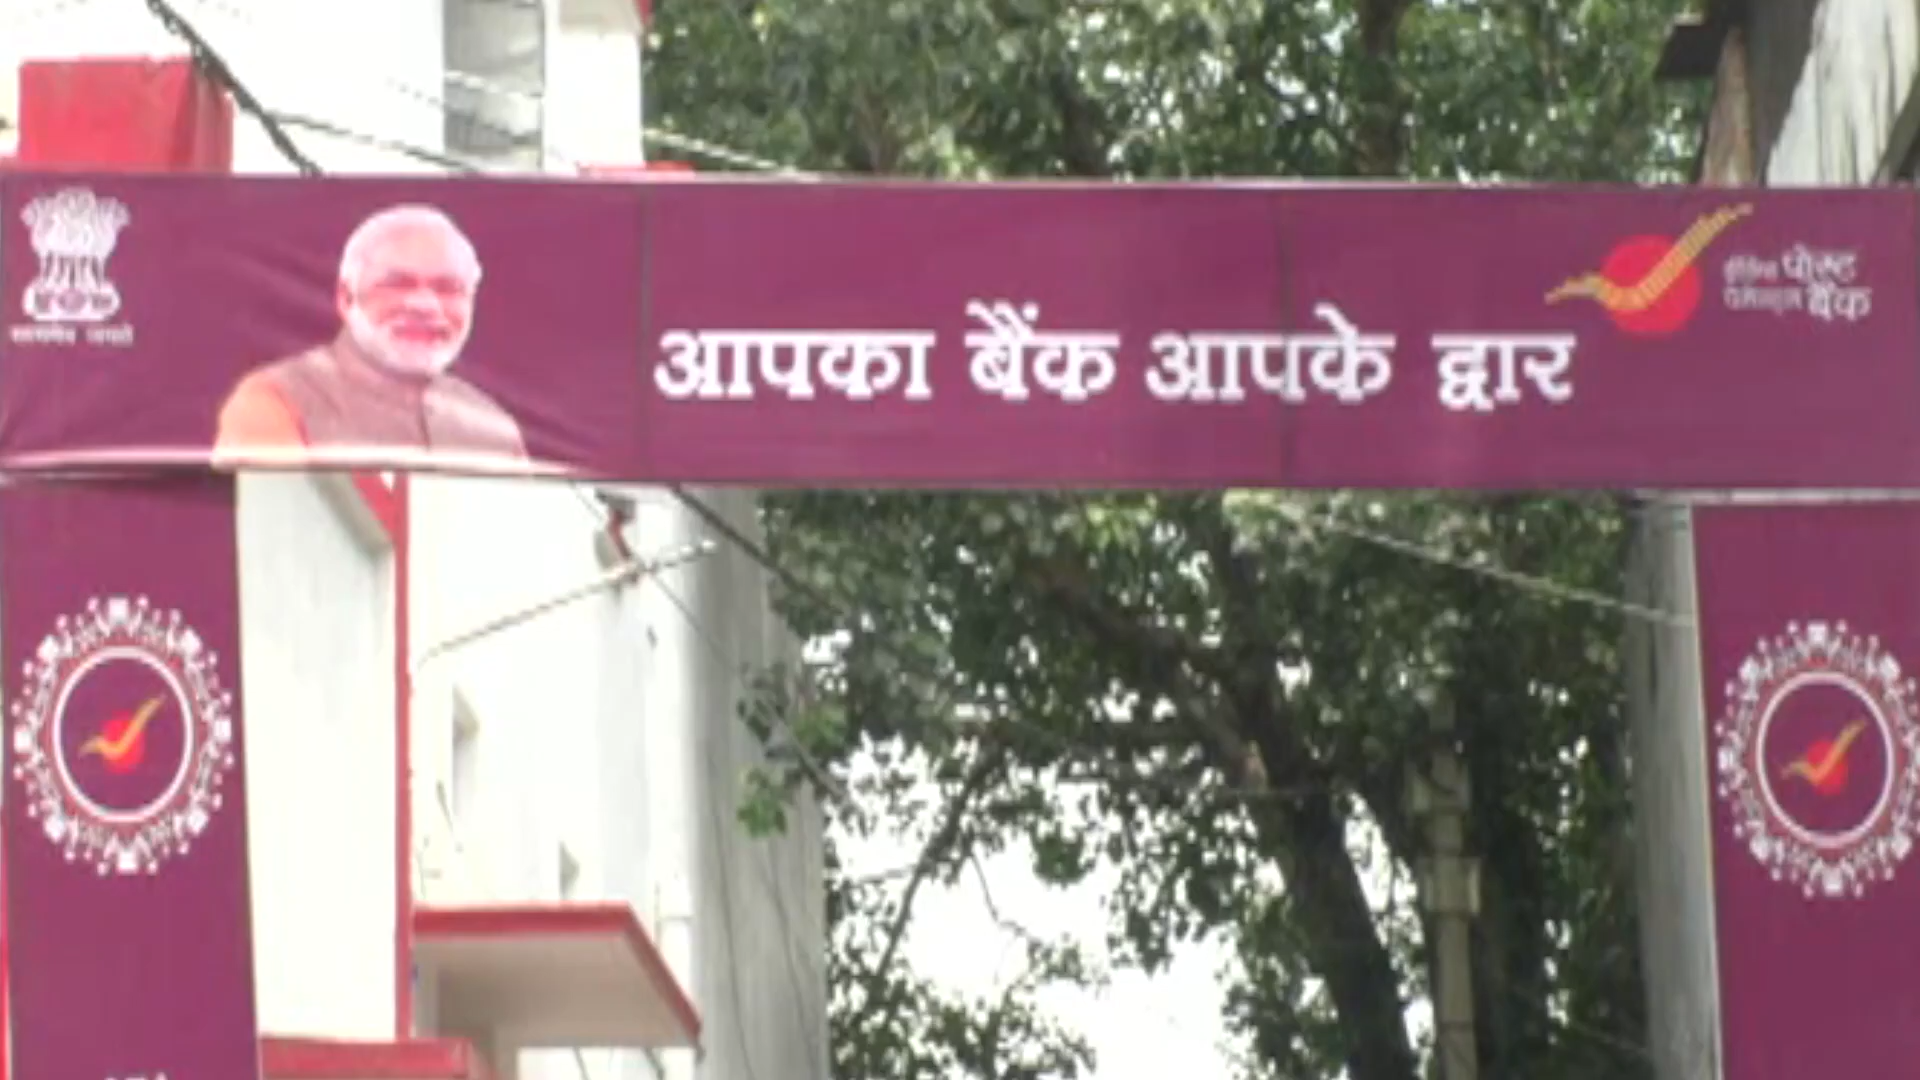 आपका बैंक आपके द्वार
पोस्ट
बैंक